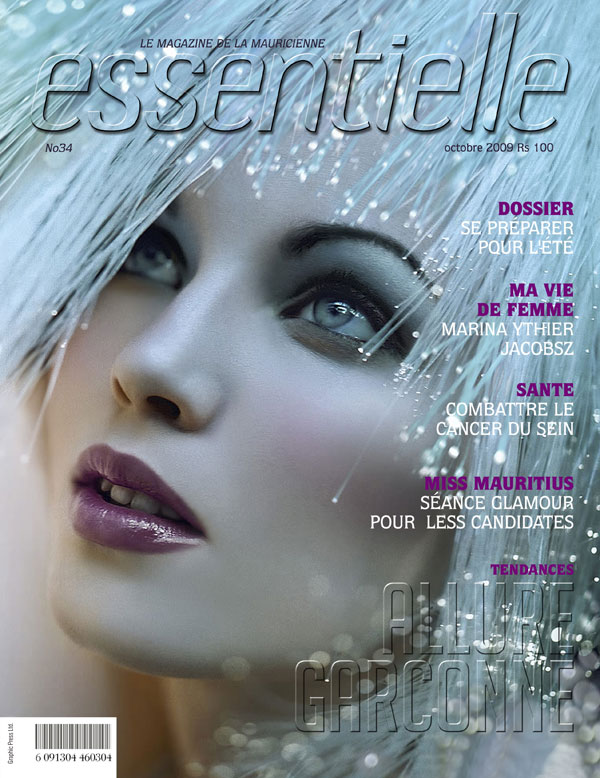 LE MAGAZINE DE LA MAURICIENNE
essentielle
No34
octobre 2009 Rs 100
DOSSIER
SE PRÉPARER
POUR L'ÉTÉ
MA VIE
DE FEMME
MARINA YTHIER
JACOBSZ
SANTE
COMBATTRE LE
CANCER DU SEIN
MISS MAURITIUS
SÉANCE GLAMOUR
POUR LESS CANDIDATES
TENDANCES
ALLURE
GARCONNE
Graphic Press Ltd
6 091304 460304